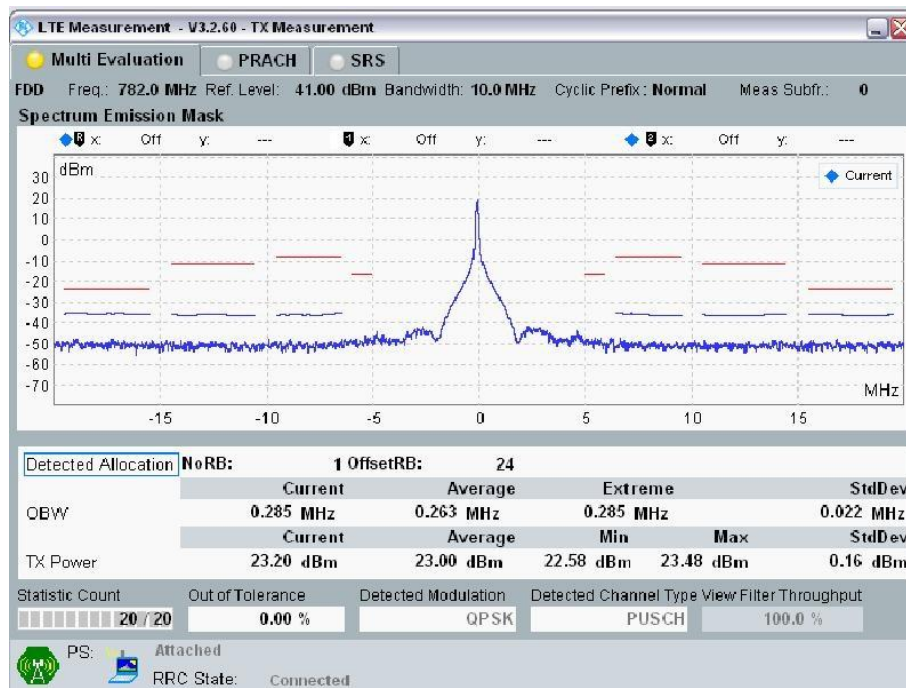 LTE Measurement - V3.2.60 - TX Measurement
Multi Evaluation PRACH SRS
FDD Freq.: 782.0 MHz Ref. Level: 41.00 dBm Bandwidth: 10.0 MHz Cyclic Prefix: Normal Meas Subfr.: 0
Spectrum Emission Mask
R x: Off y: --- 1 x: Off y: --- 2 x: Off y: ---
dBm
Current
30
20
10
0
-10
-20
-30
-40
-50
-60
-70
MHz
-15 -10 -5 0 5 10 15
Detected Allocation NoRB: 1 OffsetRB: 24
Current Average Extreme StdDev
OBW 0.285 MHz 0.263 MHz 0.285 MHz 0.022 MHz
Current Average Min Max StdDev
TX Power 23.20 dBm 23.00 dBm 22.58 dBm 23.48 dBm 0.16 dBm
Statistic Count Out of Tolerance Detected Modulation Detected Channel Type View Filter Throughput
20 / 20 0.00 % QPSK PUSCH 100.0 %
PS: Attached
RRC State: Connected